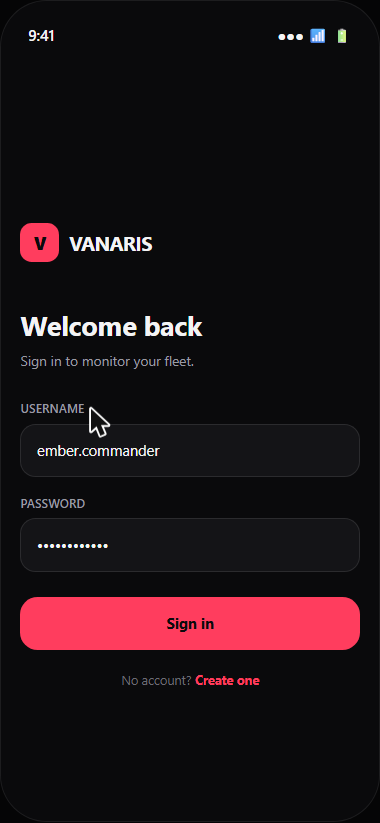 9:41
V
VANARIS
Welcome back
Sign in to monitor your fleet.
USERNAME
ember.commander
PASSWORD
••••••••••••
Sign in
No account? Create one